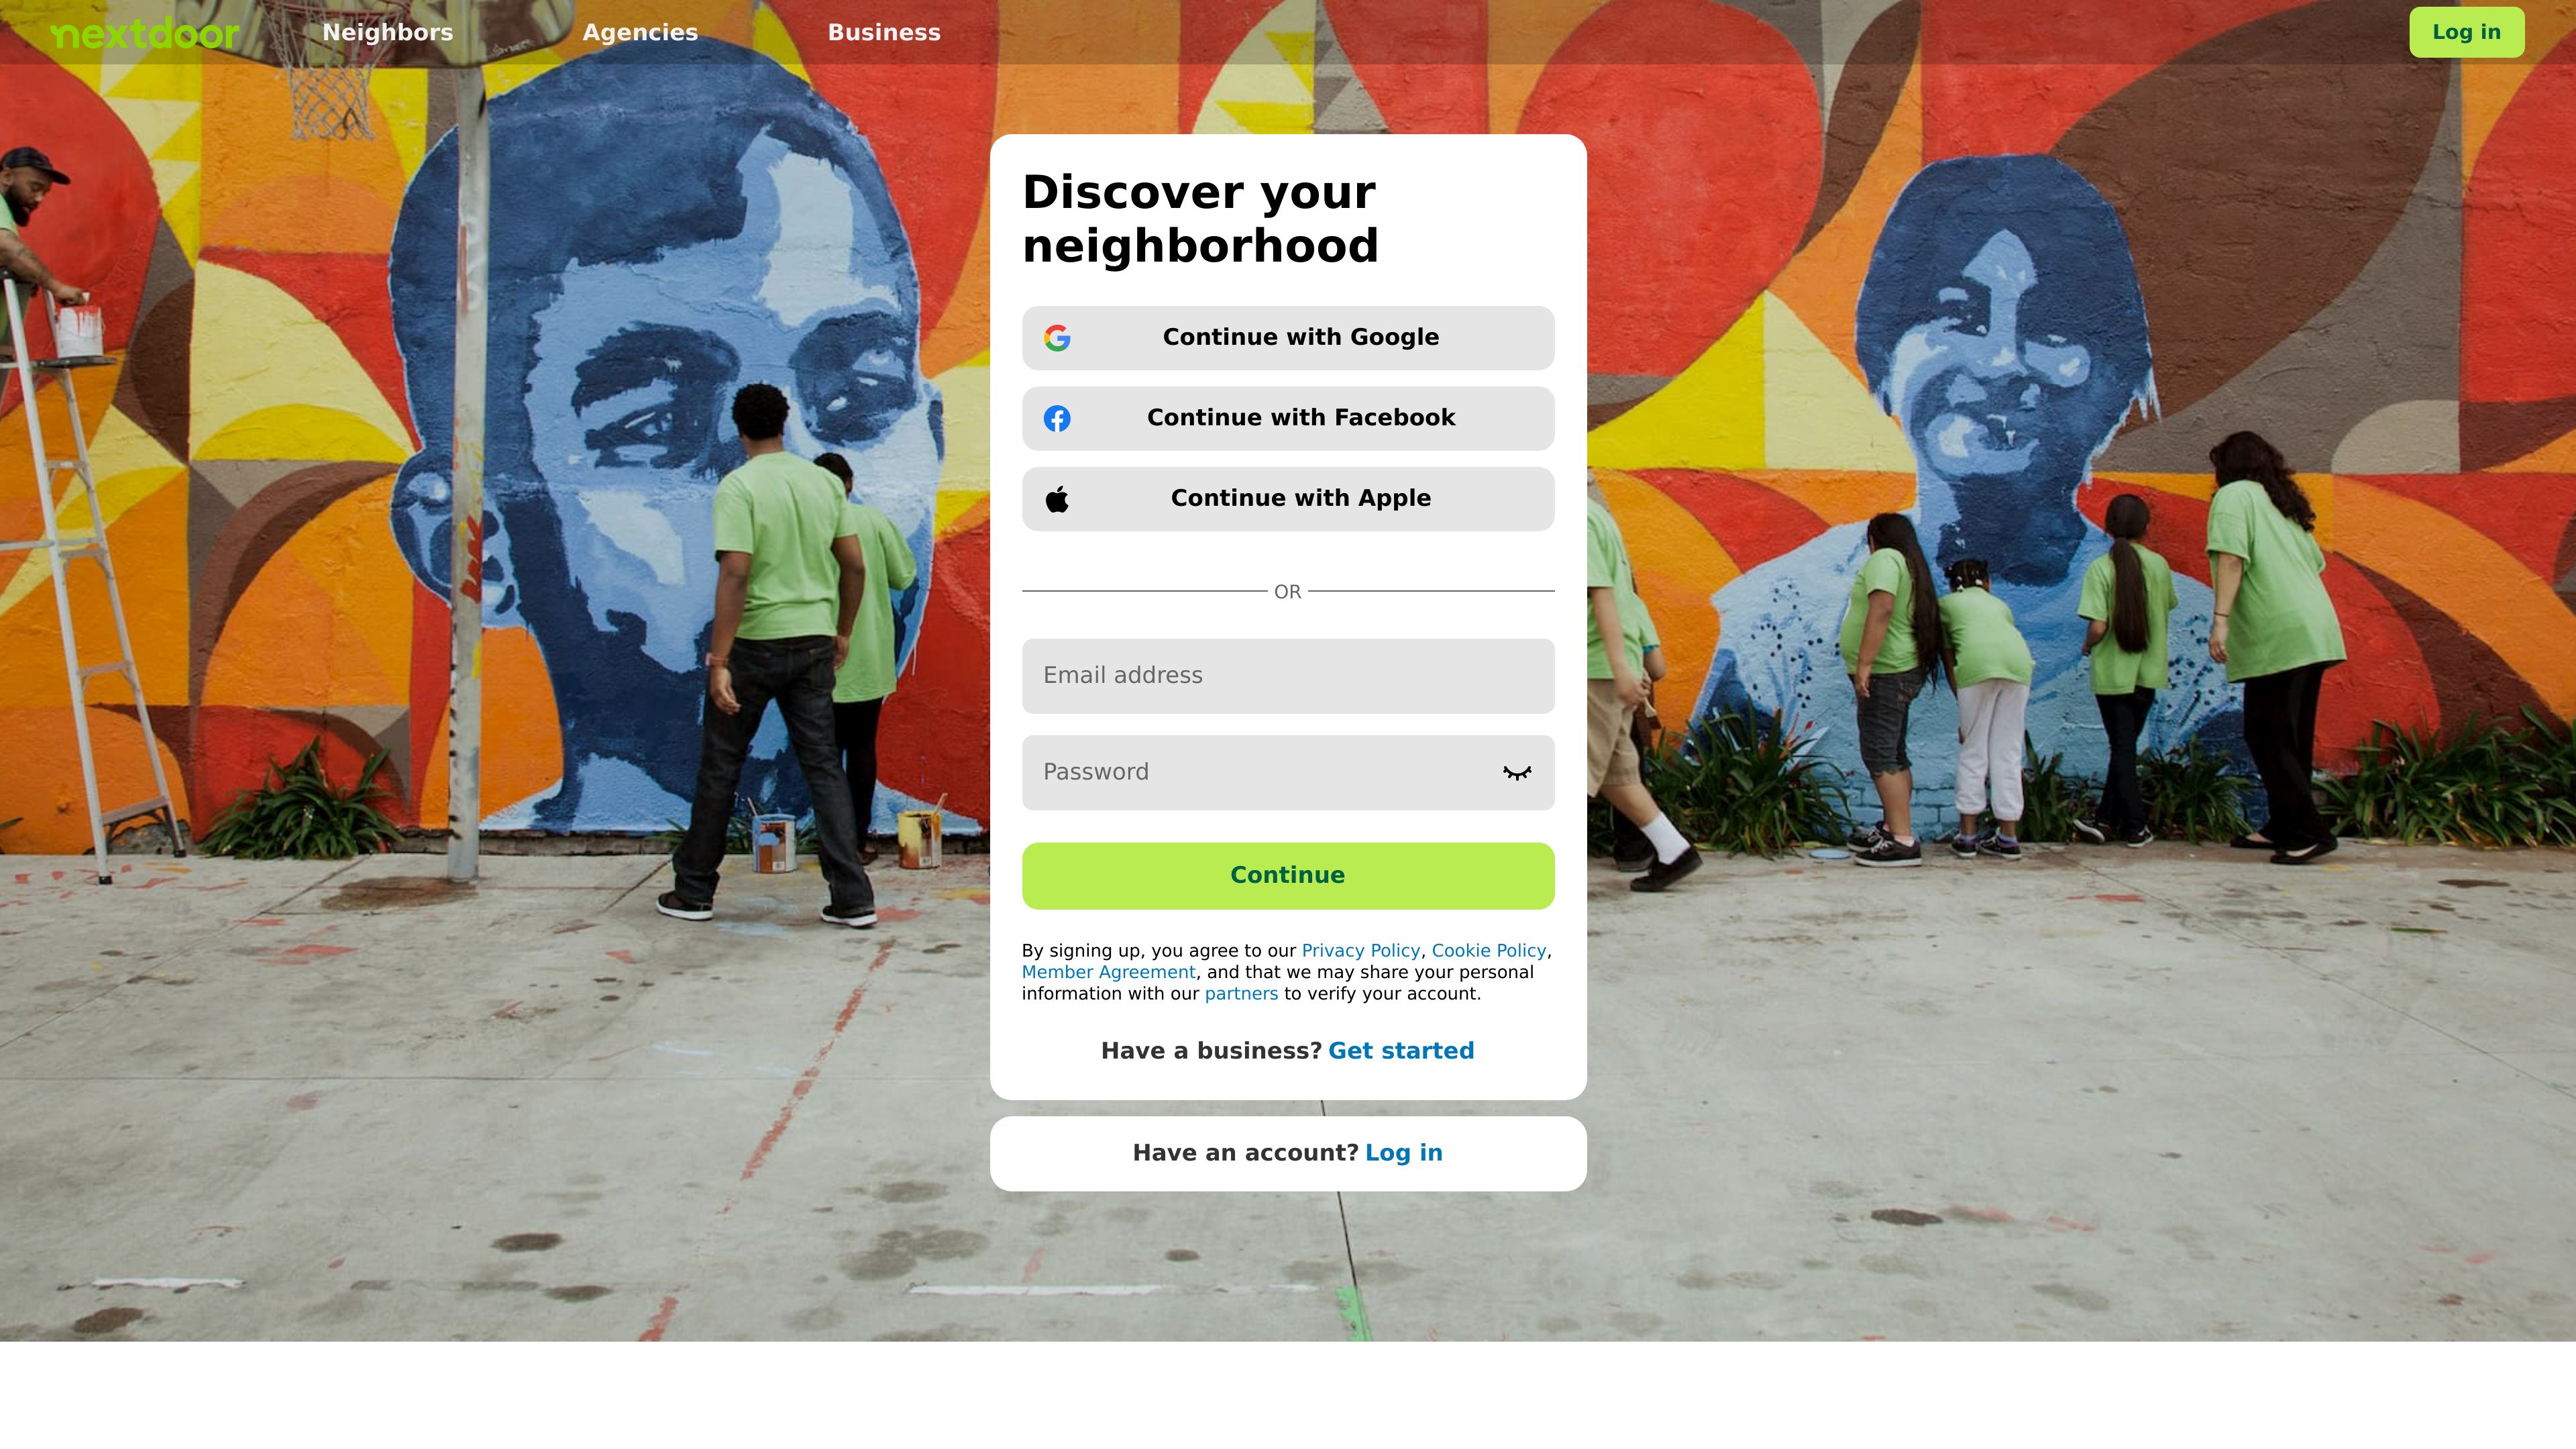 nextdoor
Neighbors
Agencies
Business
Log in
Discover your
neighborhood
Continue with Google
Continue with Facebook
Continue with Apple
OR
Email address
Password
Continue
By signing up, you agree to our Privacy Policy, Cookie Policy,
Member Agreement, and that we may share your personal
information with our partners to verify your account.
Have a business? Get started
Have an account? Log in